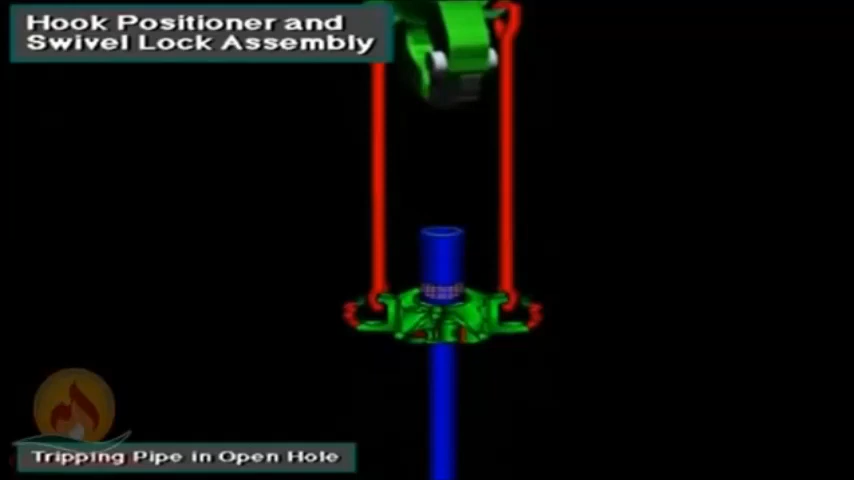 Hook Positioner and
Swivel Lock Assembly
Tripping Pipe in Open Hole